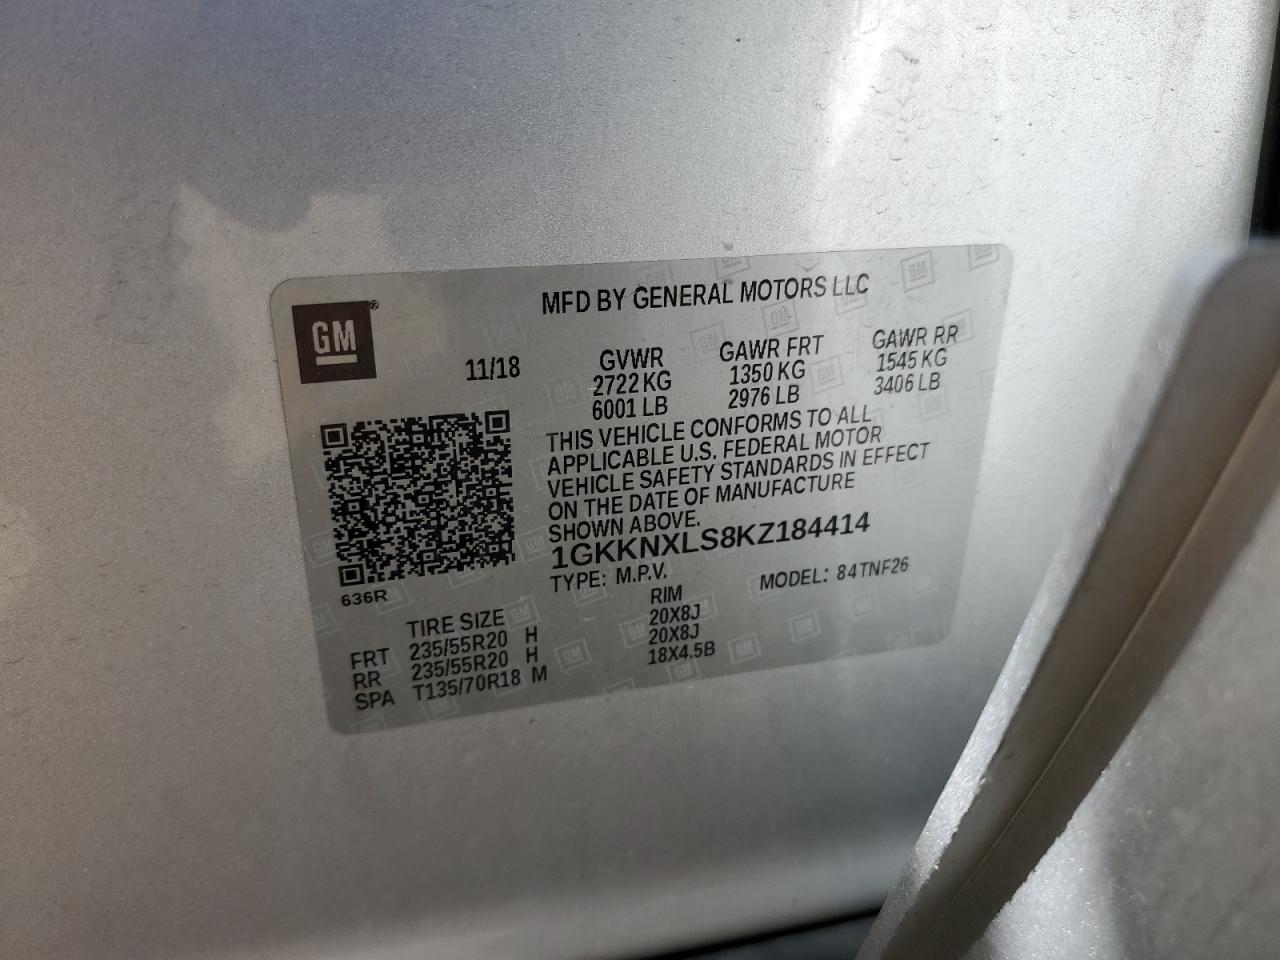 GM®
MFD BY GENERAL MOTORS LLC
11/18
GVWR
2722 KG
6001 LB
GAWR FRT
1350 KG
2976 LB
GAWR RR
1545 KG
3406 LB
THIS VEHICLE CONFORMS TO ALL
APPLICABLE U.S. FEDERAL MOTOR
VEHICLE SAFETY STANDARDS IN EFFECT
ON THE DATE OF MANUFACTURE
SHOWN ABOVE.
1GKKNXLS8KZ184414
TYPE: M.P.V. MODEL: 84TNF26
636R
TIRE SIZE RIM
FRT 235/55R20 H 20X8J
RR 235/55R20 H 20X8J
SPA T135/70R18 M 18X4.5B